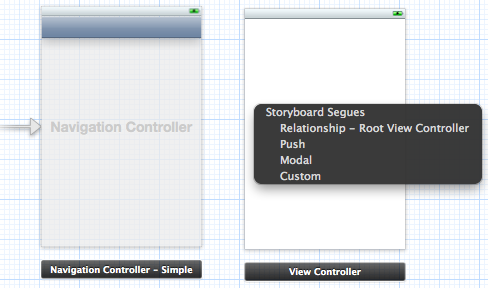 Navigation Controller
Storyboard Segues
Relationship - Root View Controller
Push
Modal
Custom
Navigation Controller - Simple
View Controller